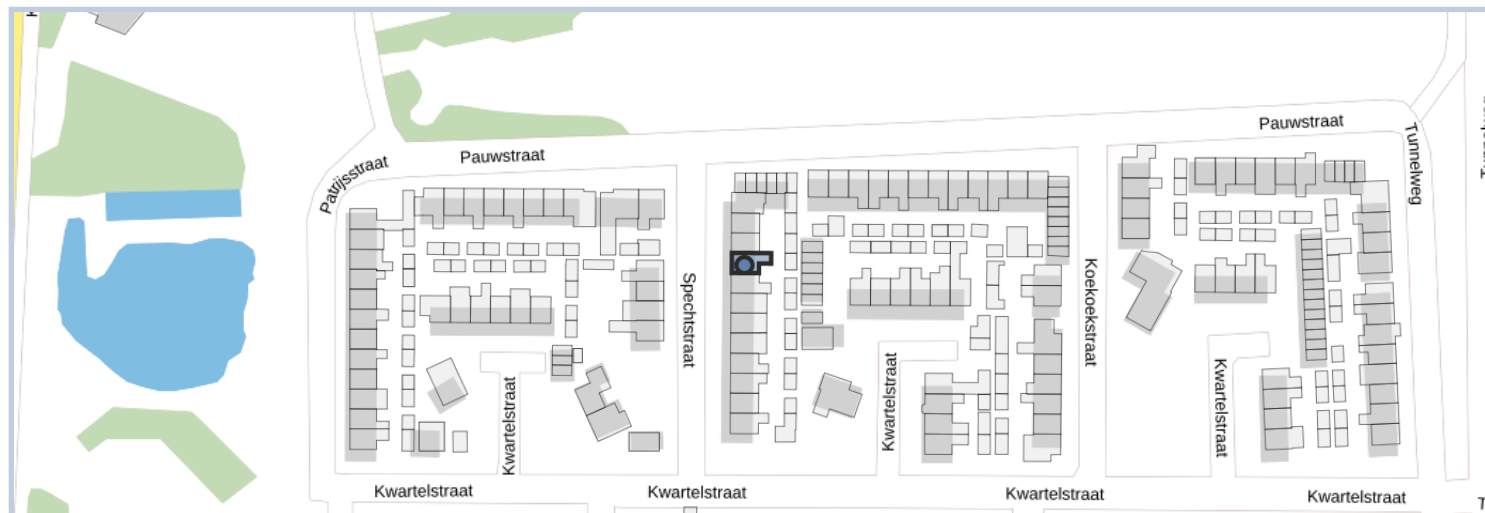 Pauwstraat
Tunnelweg
Pauwstraat
Patrijsstraat
Spechtstraat
Koekoekstraat
Kwartelstraat
Kwartelstraat
Kwartelstraat
Kwartelstraat
Kwartelstraat
Kwartelstraat
Kwartelstraat